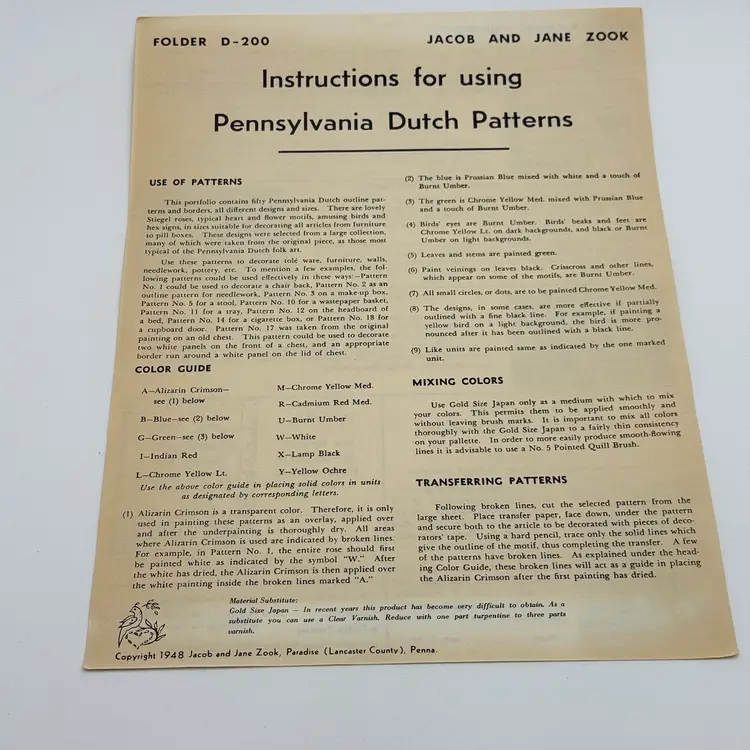 FOLDER D-200
JACOB AND JANE ZOOK
Instructions for using
Pennsylvania Dutch Patterns
USE OF PATTERNS
This portfolio contains fifty Pennsylvania Dutch outline pat-
terns and borders, all different designs and sizes. There are lovely
Stiegel roses, typical heart and flower motifs, amusing birds and
hex signs, in sizes suitable for decorating all articles from furniture
to pill boxes. These designs were selected from a large collection,
many of which were taken from the original piece, as those most
typical of the Pennsylvania Dutch folk art.
Use these patterns to decorate tolé ware, furniture, walls,
needlework, pottery, etc. To mention a few examples, the fol-
lowing patterns could be used effectively in these ways:—Pattern
No. 1 could be used to decorate a chair back, Pattern No. 2 as an
outline pattern for needlework, Pattern No. 3 on a make-up box,
Pattern No. 5 for a stool, Pattern No. 10 for a wastepaper basket,
Pattern No. 11 for a tray, Pattern No. 12 on the headboard of
a bed, Pattern No. 14 for a cigarette box, or Pattern No. 18 for
a cupboard door. Pattern No. 17 was taken from the original
painting on an old chest. This pattern could be used to decorate
two white panels on the front of a chest, and an appropriate
border run around a white panel on the lid of chest.
COLOR GUIDE
A—Alizarin Crimson—
see (1) below
B—Blue—see (2) below
G—Green—see (3) below
I—Indian Red
L—Chrome Yellow Lt.
M—Chrome Yellow Med.
R—Cadmium Red Med.
U—Burnt Umber
W—White
X—Lamp Black
Y—Yellow Ochre
Use the above color guide in placing solid colors in units
as designated by corresponding letters.
(1) Alizarin Crimson is a transparent color. Therefore, it is only
used in painting these patterns as an overlay, applied over
and after the underpainting is thoroughly dry. All areas
where Alizarin Crimson is used are indicated by broken lines.
For example, in Pattern No. 1, the entire rose should first
be painted white as indicated by the symbol "W." After
the white has dried, the Alizarin Crimson is then applied over
the white painting inside the broken lines marked "A."
(2) The blue is Prussian Blue mixed with white and a touch of
Burnt Umber.
(3) The green is Chrome Yellow Med. mixed with Prussian Blue
and a touch of Burnt Umber.
(4) Birds' eyes are Burnt Umber. Birds' beaks and feet are
Chrome Yellow Lt. on dark backgrounds, and black or Burnt
Umber on light backgrounds.
(5) Leaves and stems are painted green.
(6) Paint veinings on leaves black. Crisscross and other lines,
which appear on some of the motifs, are Burnt Umber.
(7) All small circles, or dots, are to be painted Chrome Yellow Med.
(8) The designs, in some cases, are more effective if partially
outlined with a fine black line. For example, if painting a
yellow bird on a light background, the bird is more pro-
nounced after it has been outlined with a black line.
(9) Like units are painted same as indicated by the one marked
unit.
MIXING COLORS
Use Gold Size Japan only as a medium with which to mix
your colors. This permits them to be applied smoothly and
without leaving brush marks. It is important to mix all colors
thoroughly with the Gold Size Japan to a fairly thin consistency
on your pallette. In order to more easily produce smooth-flowing
lines it is advisable to use a No. 5 Pointed Quill Brush.
TRANSFERRING PATTERNS
Following broken lines, cut the selected pattern from the
large sheet. Place transfer paper, face down, under the pattern
and secure both to the article to be decorated with pieces of deco-
rators' tape. Using a hard pencil, trace only the solid lines which
give the outline of the motif, thus completing the transfer. A few
of the patterns have broken lines. As explained under the head-
ing Color Guide, these broken lines will act as a guide in placing
the Alizarin Crimson after the first painting has dried.
Material Substitute:
Gold Size Japan — In recent years this product has become very difficult to obtain. As a
substitute you can use a Clear Varnish. Reduce with one part turpentine to three parts
varnish.
Copyright 1948 Jacob and Jane Zook, Paradise (Lancaster County), Penna.